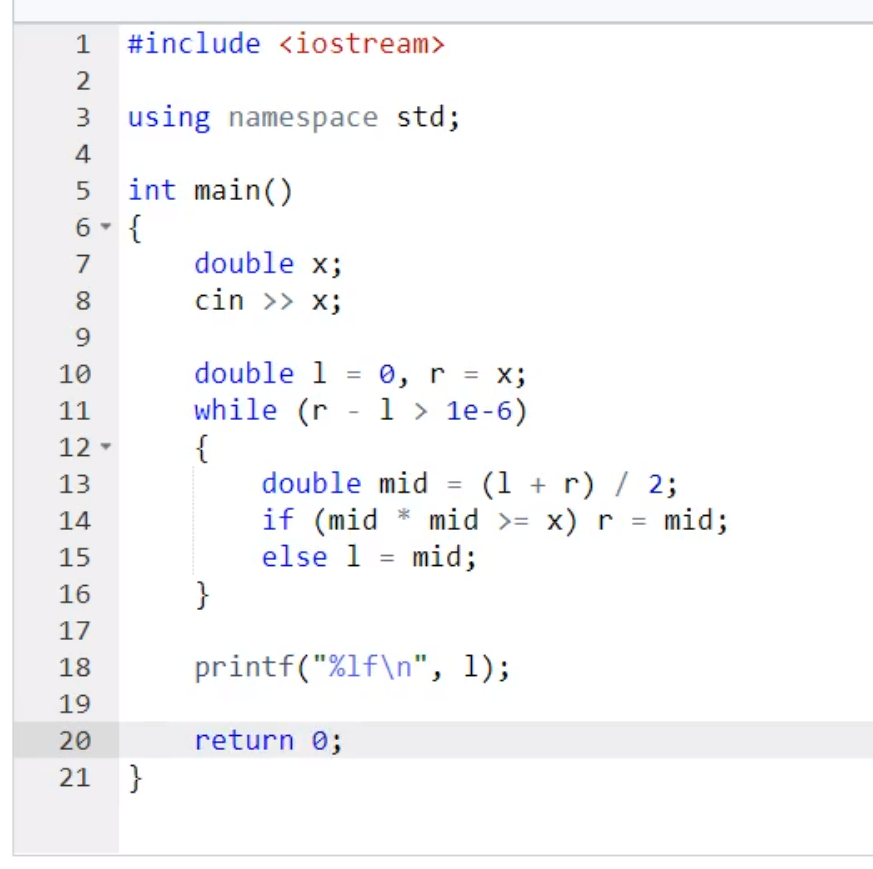 1 #include <iostream>
2
3 using namespace std;
4
5 int main()
6 {
7     double x;
8     cin >> x;
9
10     double l = 0, r = x;
11     while (r - l > 1e-6)
12     {
13         double mid = (l + r) / 2;
14         if (mid * mid >= x) r = mid;
15         else l = mid;
16     }
17
18     printf("%lf\n", l);
19
20     return 0;
21 }